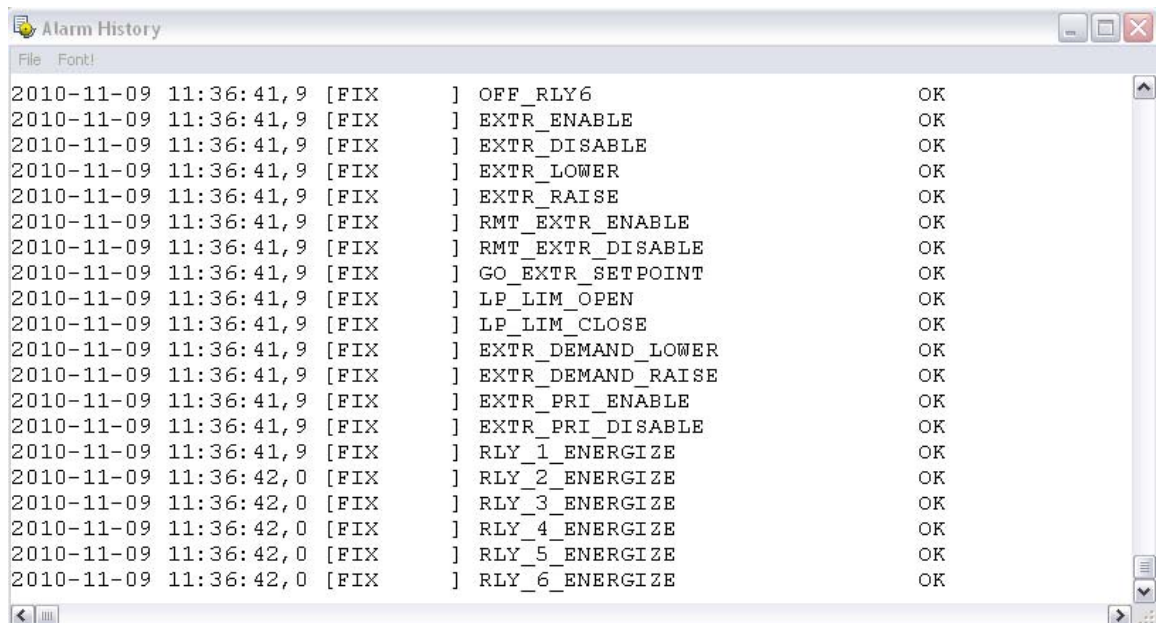 Alarm History
File Font!
2010-11-09 11:36:41,9 [FIX ] OFF_RLY6 OK
2010-11-09 11:36:41,9 [FIX ] EXTR_ENABLE OK
2010-11-09 11:36:41,9 [FIX ] EXTR_DISABLE OK
2010-11-09 11:36:41,9 [FIX ] EXTR_LOWER OK
2010-11-09 11:36:41,9 [FIX ] EXTR_RAISE OK
2010-11-09 11:36:41,9 [FIX ] RMT_EXTR_ENABLE OK
2010-11-09 11:36:41,9 [FIX ] RMT_EXTR_DISABLE OK
2010-11-09 11:36:41,9 [FIX ] GO_EXTR_SETPOINT OK
2010-11-09 11:36:41,9 [FIX ] LP_LIM_OPEN OK
2010-11-09 11:36:41,9 [FIX ] LP_LIM_CLOSE OK
2010-11-09 11:36:41,9 [FIX ] EXTR_DEMAND_LOWER OK
2010-11-09 11:36:41,9 [FIX ] EXTR_DEMAND_RAISE OK
2010-11-09 11:36:41,9 [FIX ] EXTR_PRI_ENABLE OK
2010-11-09 11:36:41,9 [FIX ] EXTR_PRI_DISABLE OK
2010-11-09 11:36:41,9 [FIX ] RLY_1_ENERGIZE OK
2010-11-09 11:36:42,0 [FIX ] RLY_2_ENERGIZE OK
2010-11-09 11:36:42,0 [FIX ] RLY_3_ENERGIZE OK
2010-11-09 11:36:42,0 [FIX ] RLY_4_ENERGIZE OK
2010-11-09 11:36:42,0 [FIX ] RLY_5_ENERGIZE OK
2010-11-09 11:36:42,0 [FIX ] RLY_6_ENERGIZE OK